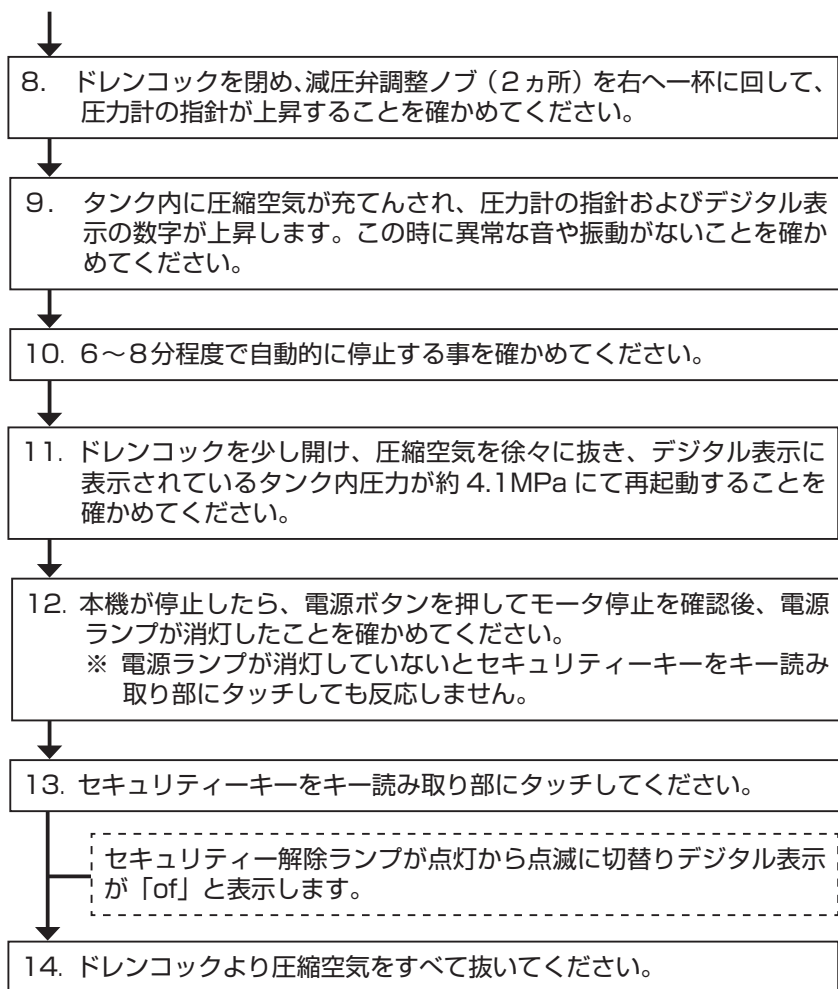 8. ドレンコックを閉め、減圧弁調整ノブ（２ヵ所）を右へ一杯に回して、
圧力計の指針が上昇することを確かめてください。
９. タンク内に圧縮空気が充てんされ、圧力計の指針およびデジタル表
示の数字が上昇します。この時に異常な音や振動がないことを確か
めてください。
10. ６～８分程度で自動的に停止する事を確かめてください。
11. ドレンコックを少し開け、圧縮空気を徐々に抜き、デジタル表示に
表示されているタンク内圧力が約 4.1MPa にて再起動することを
確かめてください。
12. 本機が停止したら、電源ボタンを押してモータ停止を確認後、電源
ランプが消灯したことを確かめてください。
※ 電源ランプが消灯していないとセキュリティーキーをキー読み
取り部にタッチしても反応しません。
13. セキュリティーキーをキー読み取り部にタッチしてください。
セキュリティー解除ランプが点灯から点滅に切替りデジタル表示
が「of」と表示します。
14. ドレンコックより圧縮空気をすべて抜いてください。